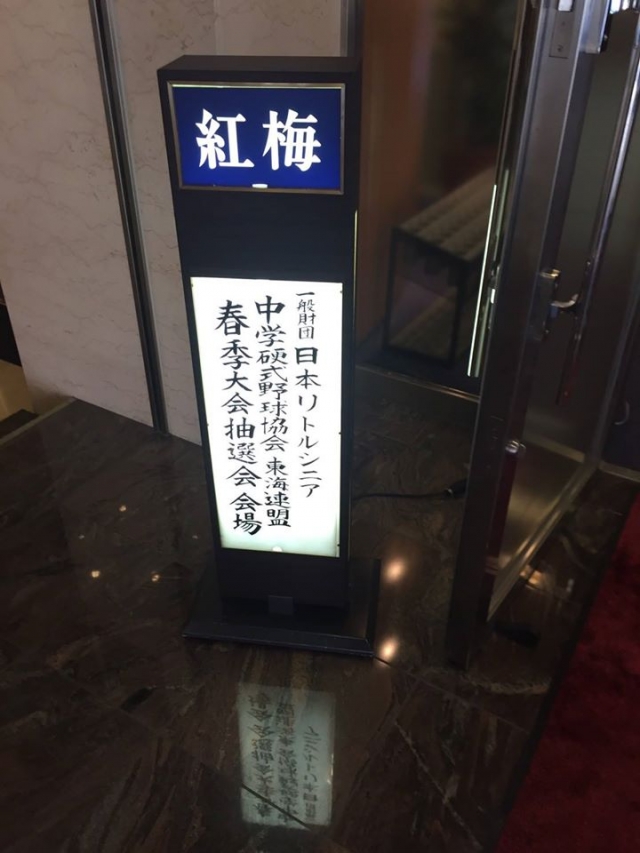 紅梅
一般財団 日本リトルシニア
中学硬式野球協会 東海連盟
春季大会抽選会会場